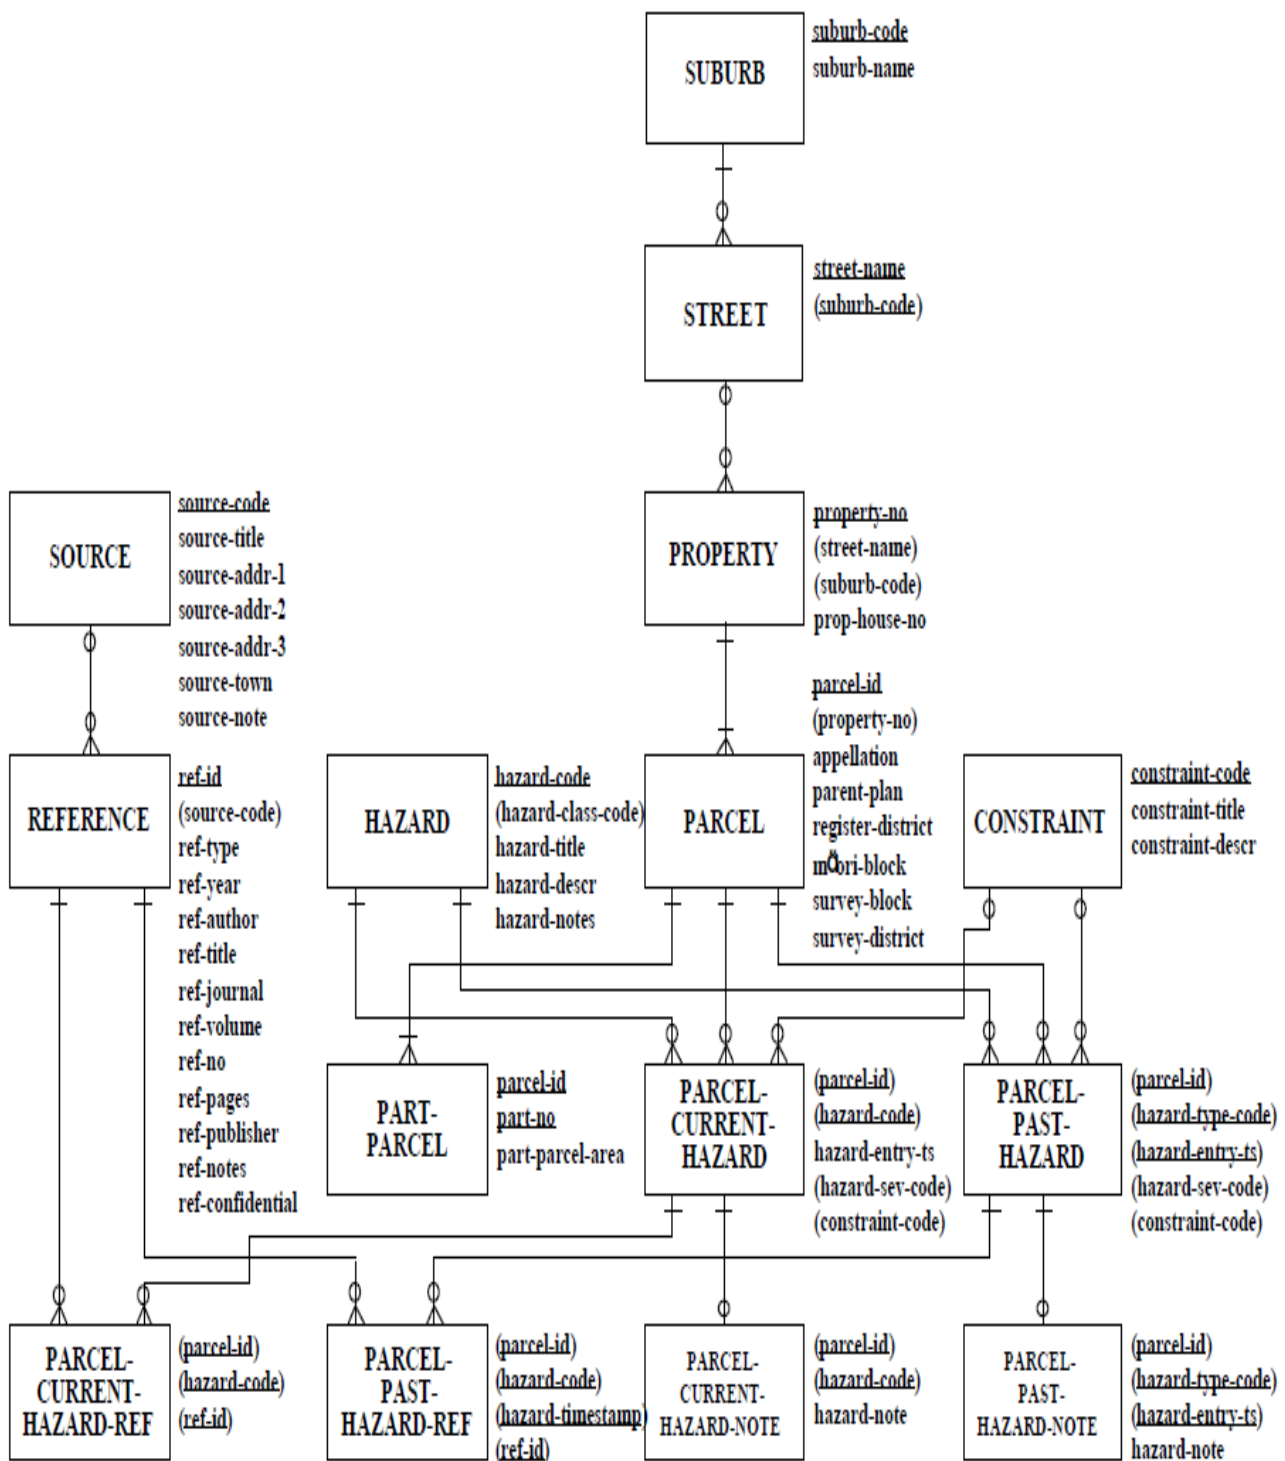 SUBURB
suburb-code
suburb-name
STREET
street-name
(suburb-code)
PROPERTY
property-no
(street-name)
(suburb-code)
prop-house-no
SOURCE
source-code
source-title
source-addr-1
source-addr-2
source-addr-3
source-town
source-note
REFERENCE
ref-id
(source-code)
ref-type
ref-year
ref-author
ref-title
ref-journal
ref-volume
ref-no
ref-pages
ref-publisher
ref-notes
ref-confidential
HAZARD
hazard-code
(hazard-class-code)
hazard-title
hazard-descr
hazard-notes
PARCEL
parcel-id
(property-no)
appellation
parent-plan
register-district
māori-block
survey-block
survey-district
CONSTRAINT
constraint-code
constraint-title
constraint-descr
PART-
PARCEL
parcel-id
part-no
part-parcel-area
PARCEL-
CURRENT-
HAZARD
(parcel-id)
(hazard-code)
hazard-entry-ts
(hazard-sev-code)
(constraint-code)
PARCEL-
PAST-
HAZARD
(parcel-id)
(hazard-type-code)
(hazard-entry-ts)
(hazard-sev-code)
(constraint-code)
PARCEL-
CURRENT-
HAZARD-REF
(parcel-id)
(hazard-code)
(ref-id)
PARCEL-
PAST-
HAZARD-REF
(parcel-id)
(hazard-code)
(hazard-timestamp)
(ref-id)
PARCEL-
CURRENT-
HAZARD-NOTE
(parcel-id)
(hazard-code)
hazard-note
PARCEL-
PAST-
HAZARD-NOTE
(parcel-id)
(hazard-type-code)
(hazard-entry-ts)
hazard-note